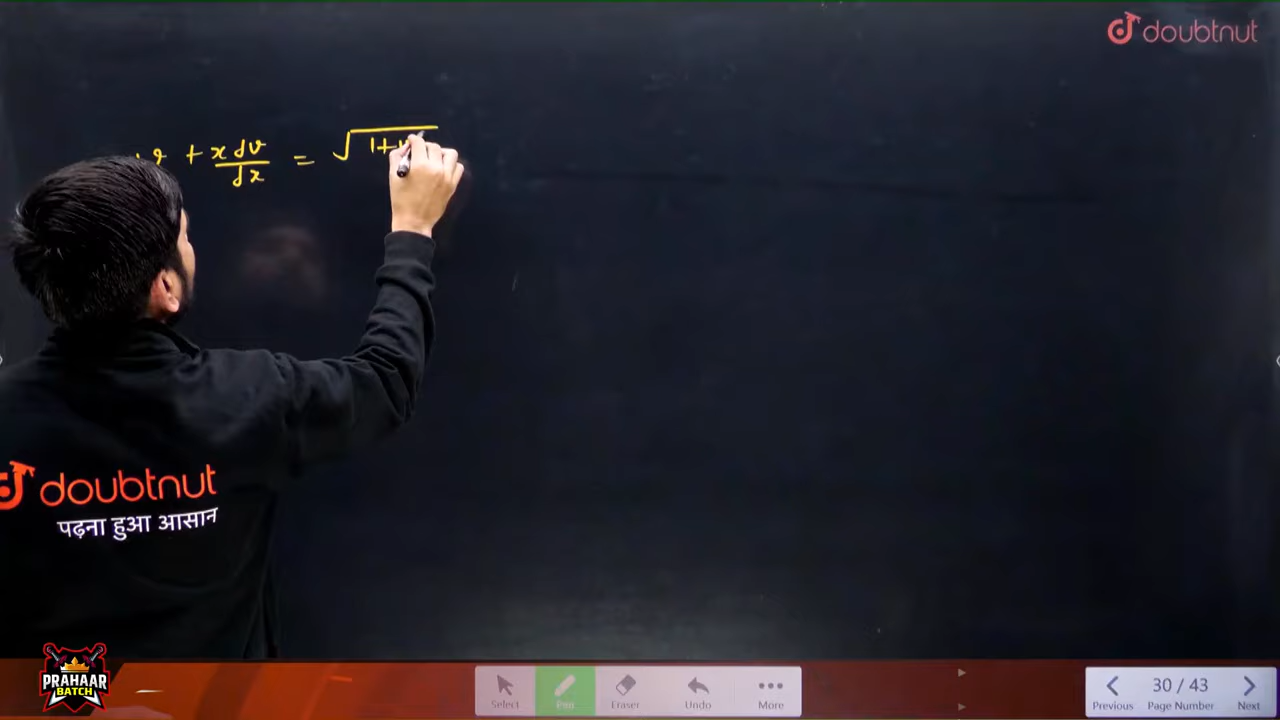 doubtnut
v + x dv/dx = √1+
doubtnut
पढ़ना हुआ आसान
PRAHAAR
BATCH
Select Pen Eraser Undo More
Previous 30 / 43 Page Number Next